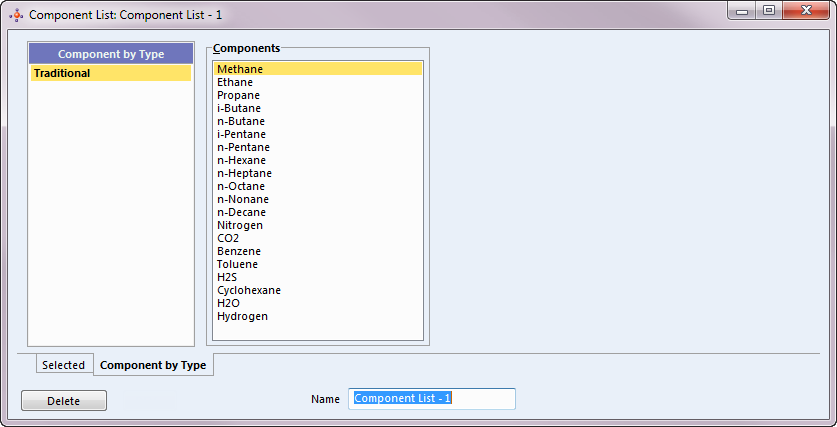 Component List: Component List - 1
Component by Type
Traditional
Components
Methane
Ethane
Propane
i-Butane
n-Butane
i-Pentane
n-Pentane
n-Hexane
n-Heptane
n-Octane
n-Nonane
n-Decane
Nitrogen
CO2
Benzene
Toluene
H2S
Cyclohexane
H2O
Hydrogen
Selected
Component by Type
Delete
Name
Component List - 1